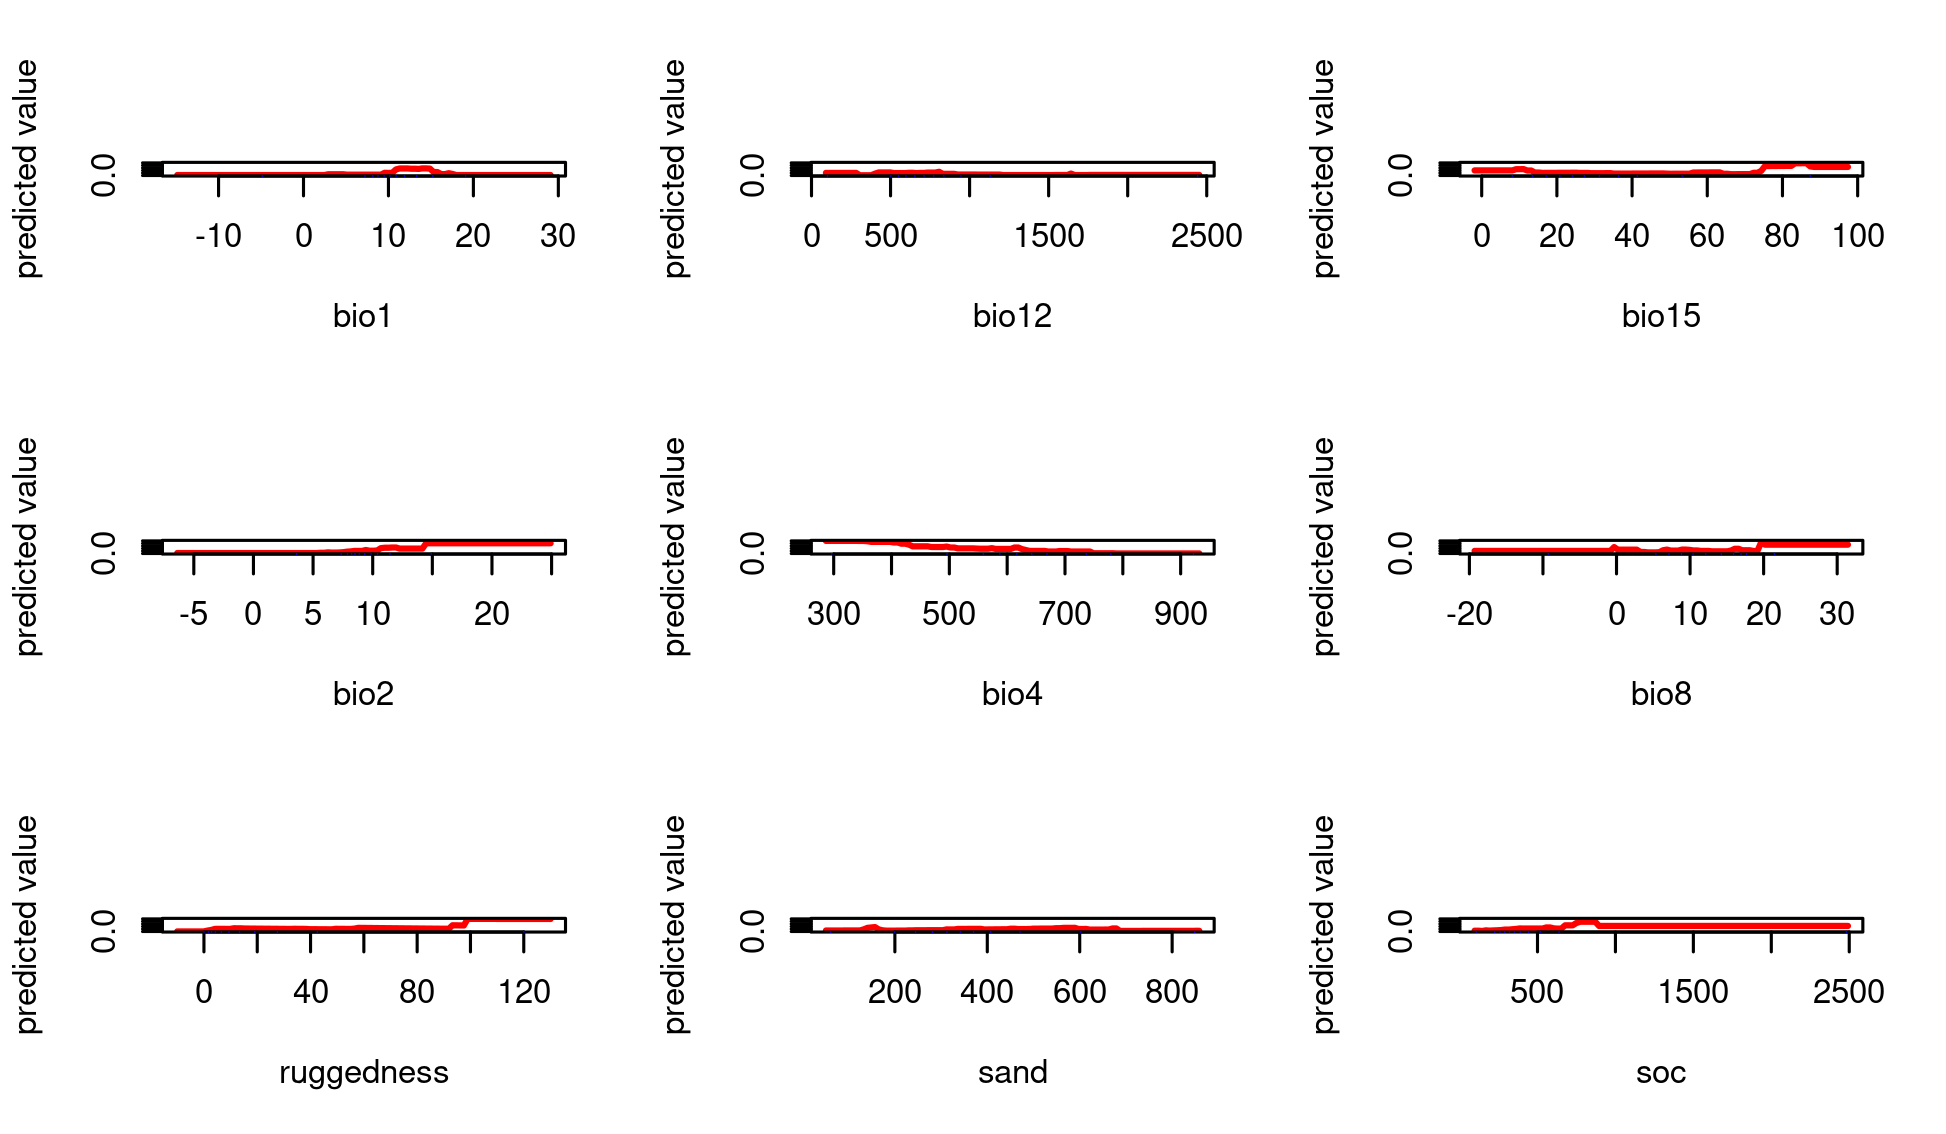 predicted value
0.0
-10 0 10 20 30
bio1
predicted value
0.0
0 500 1500 2500
bio12
predicted value
0.0
0 20 40 60 80 100
bio15
predicted value
0.0
-5 0 5 10 20
bio2
predicted value
0.0
300 500 700 900
bio4
predicted value
0.0
-20 0 10 20 30
bio8
predicted value
0.0
0 40 80 120
ruggedness
predicted value
0.0
200 400 600 800
sand
predicted value
0.0
500 1500 2500
soc